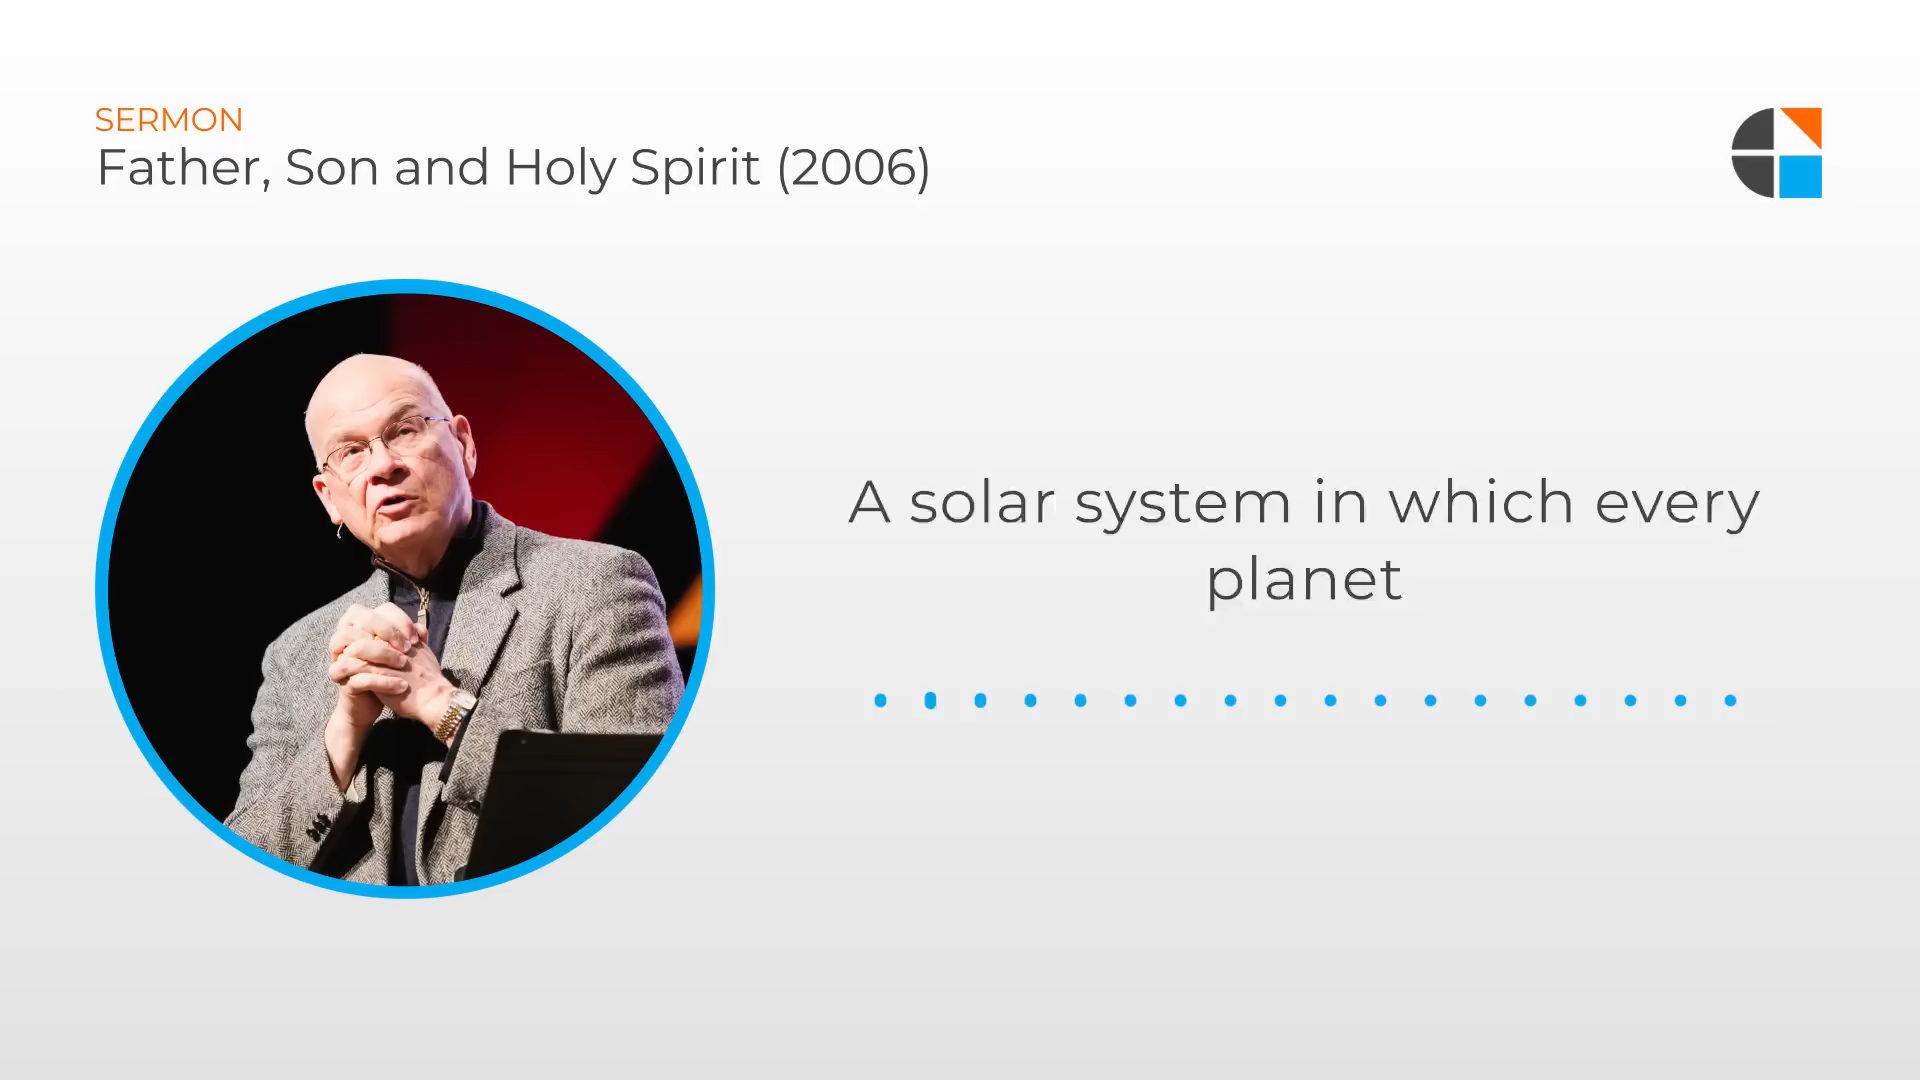 SERMON
Father, Son and Holy Spirit (2006)
A solar system in which every
planet